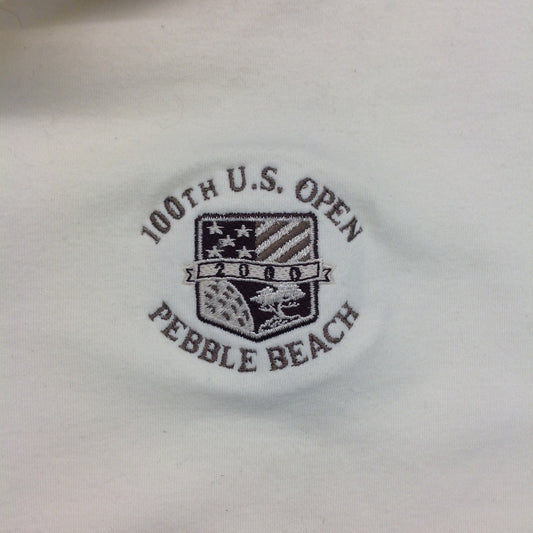 100TH U.S. OPEN
2000
PEBBLE BEACH